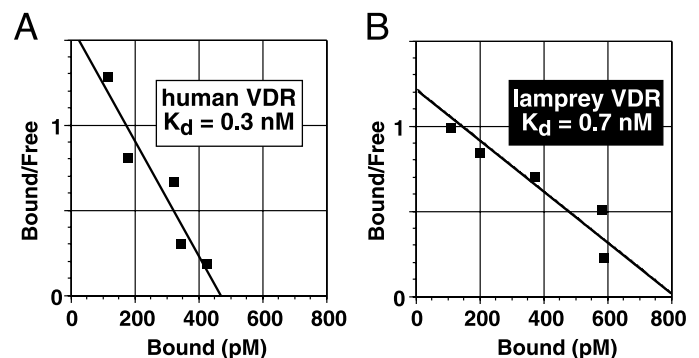 A
human VDR
Kd = 0.3 nM
Bound/Free
1
0
0 200 400 600 800
Bound (pM)
B
lamprey VDR
Kd = 0.7 nM
Bound/Free
1
0
0 200 400 600 800
Bound (pM)